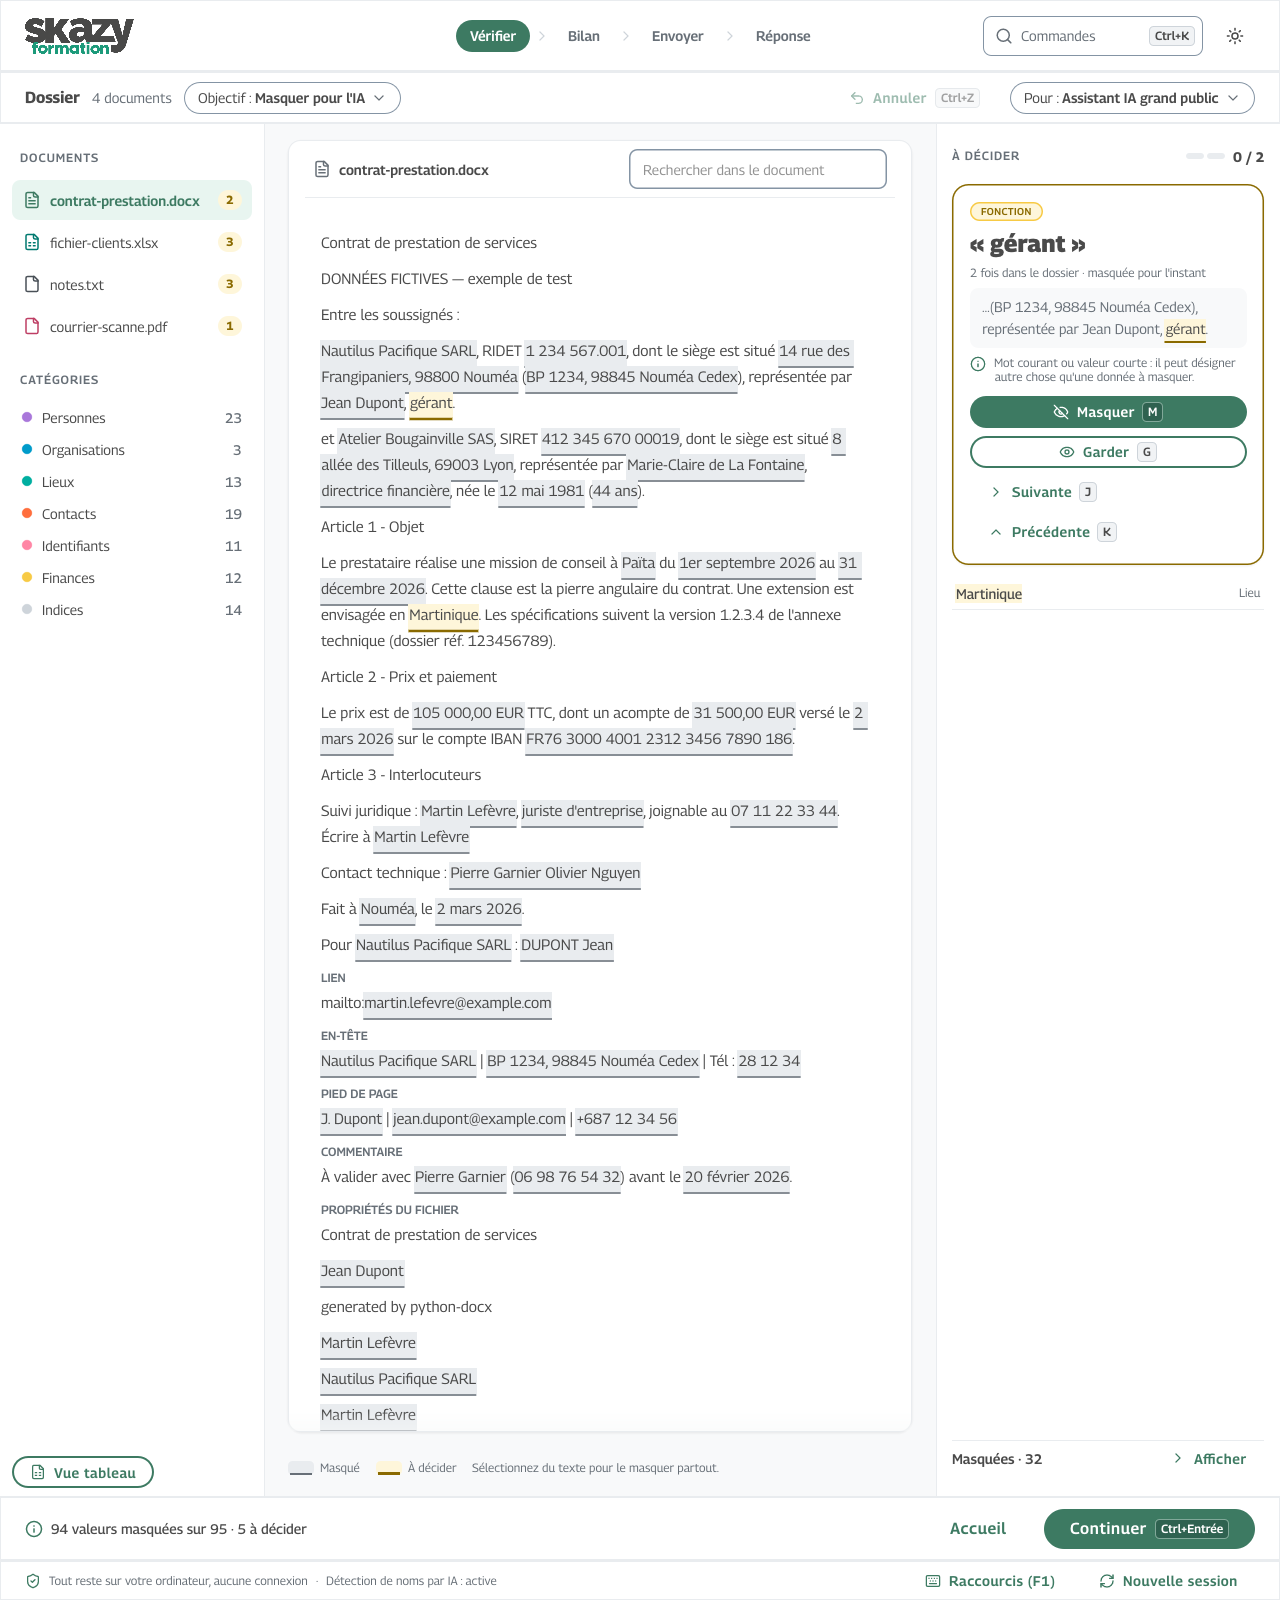 skazy
formation
Vérifier
Bilan
Envoyer
Réponse
Commandes
Ctrl+K
Dossier
4 documents
Objectif : Masquer pour l'IA
Annuler
Ctrl+Z
Pour : Assistant IA grand public
DOCUMENTS
contrat-prestation.docx
2
fichier-clients.xlsx
3
notes.txt
3
courrier-scanne.pdf
1
CATÉGORIES
Personnes
23
Organisations
3
Lieux
13
Contacts
19
Identifiants
11
Finances
12
Indices
14
Vue tableau
contrat-prestation.docx
Rechercher dans le document
Contrat de prestation de services
DONNÉES FICTIVES — exemple de test
Entre les soussignés :
Nautilus Pacifique SARL, RIDET 1 234 567.001, dont le siège est situé 14 rue des
Frangipaniers, 98800 Nouméa (BP 1234, 98845 Nouméa Cedex), représentée par
Jean Dupont, gérant.
et Atelier Bougainville SAS, SIRET 412 345 670 00019, dont le siège est situé 8
allée des Tilleuls, 69003 Lyon, représentée par Marie-Claire de La Fontaine,
directrice financière, née le 12 mai 1981 (44 ans).
Article 1 - Objet
Le prestataire réalise une mission de conseil à Païta du 1er septembre 2026 au 31
décembre 2026. Cette clause est la pierre angulaire du contrat. Une extension est
envisagée en Martinique. Les spécifications suivent la version 1.2.3.4 de l'annexe
technique (dossier réf. 123456789).
Article 2 - Prix et paiement
Le prix est de 105 000,00 EUR TTC, dont un acompte de 31 500,00 EUR versé le 2
mars 2026 sur le compte IBAN FR76 3000 4001 2312 3456 7890 186.
Article 3 - Interlocuteurs
Suivi juridique : Martin Lefèvre, juriste d'entreprise, joignable au 07 11 22 33 44.
Écrire à Martin Lefèvre
Contact technique : Pierre Garnier Olivier Nguyen
Fait à Nouméa, le 2 mars 2026.
Pour Nautilus Pacifique SARL : DUPONT Jean
LIEN
mailto:martin.lefevre@example.com
EN-TÊTE
Nautilus Pacifique SARL | BP 1234, 98845 Nouméa Cedex | Tél : 28 12 34
PIED DE PAGE
J. Dupont | jean.dupont@example.com | +687 12 34 56
COMMENTAIRE
À valider avec Pierre Garnier (06 98 76 54 32) avant le 20 février 2026.
PROPRIÉTÉS DU FICHIER
Contrat de prestation de services
Jean Dupont
generated by python-docx
Martin Lefèvre
Nautilus Pacifique SARL
Martin Lefèvre
Masqué
À décider
Sélectionnez du texte pour le masquer partout.
À DÉCIDER
0 / 2
FONCTION
« gérant »
2 fois dans le dossier · masquée pour l'instant
…(BP 1234, 98845 Nouméa Cedex),
représentée par Jean Dupont, gérant.
Mot courant ou valeur courte : il peut désigner
autre chose qu'une donnée à masquer.
Masquer
M
Garder
G
Suivante
J
Précédente
K
Martinique
Lieu
Masquées · 32
Afficher
94 valeurs masquées sur 95 · 5 à décider
Accueil
Continuer
Ctrl+Entrée
Tout reste sur votre ordinateur, aucune connexion · Détection de noms par IA : active
Raccourcis (F1)
Nouvelle session